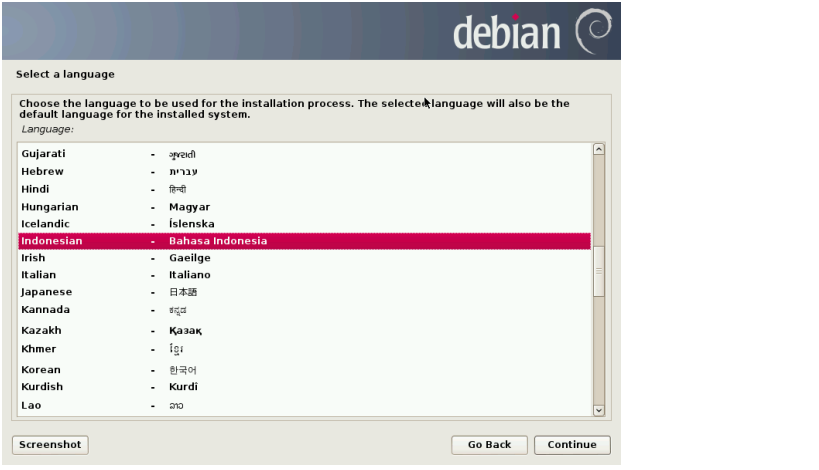 debian
Select a language
Choose the language to be used for the installation process. The selected language will also be the
default language for the installed system.
Language:
Gujarati - ગુજરાતી
Hebrew - עברית
Hindi - हिन्दी
Hungarian - Magyar
Icelandic - Íslenska
Indonesian - Bahasa Indonesia
Irish - Gaeilge
Italian - Italiano
Japanese - 日本語
Kannada - ಕನ್ನಡ
Kazakh - Қазақ
Khmer - ខ្មែរ
Korean - 한국어
Kurdish - Kurdî
Lao - ລາວ
Screenshot Go Back Continue